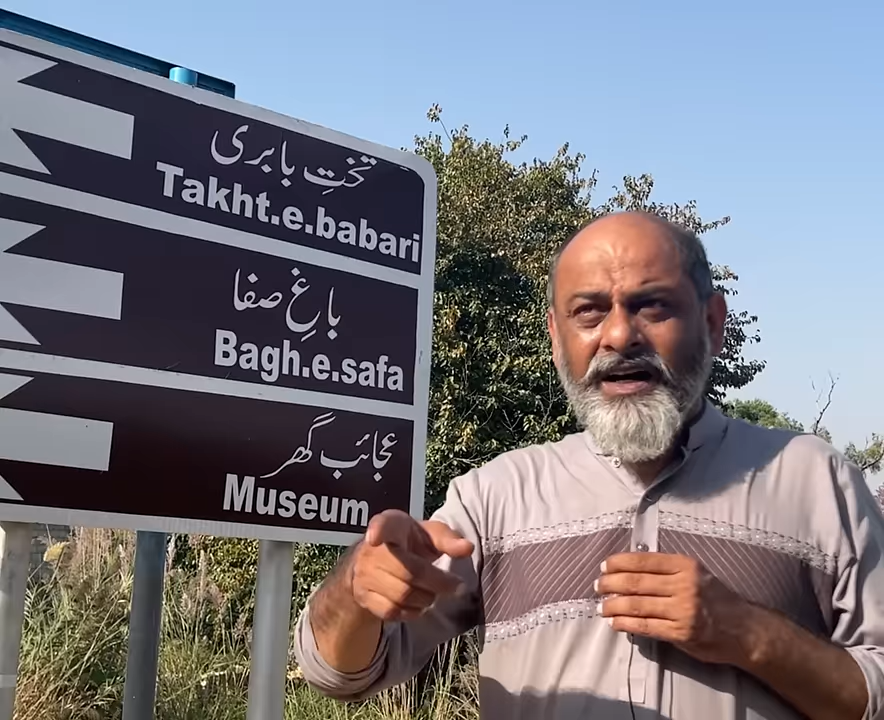 تختِ بابری
Takht.e.babari
باغِ صفا
Bagh.e.safa
عجائب گھر
Museum